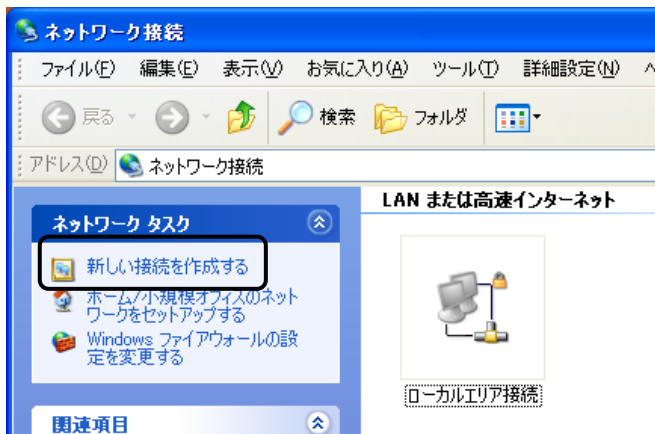 ネットワーク接続
ファイル(F) 編集(E) 表示(V) お気に入り(A) ツール(T) 詳細設定(N) ヘ
戻る 検索 フォルダ
アドレス(D) ネットワーク接続
ネットワーク タスク
新しい接続を作成する
ホーム/小規模オフィスのネット
ワークをセットアップする
Windows ファイアウォールの設
定を変更する
関連項目
LAN または高速インターネット
ローカルエリア接続